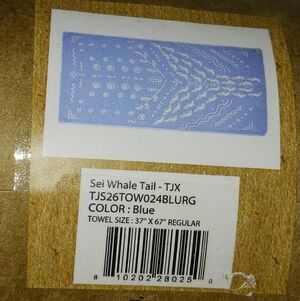 Sei Whale Tail - TJX
TJS26TOW024BLURG
COLOR : Blue
TOWEL SIZE : 37" X 67" REGULAR
8 10202 28025 0